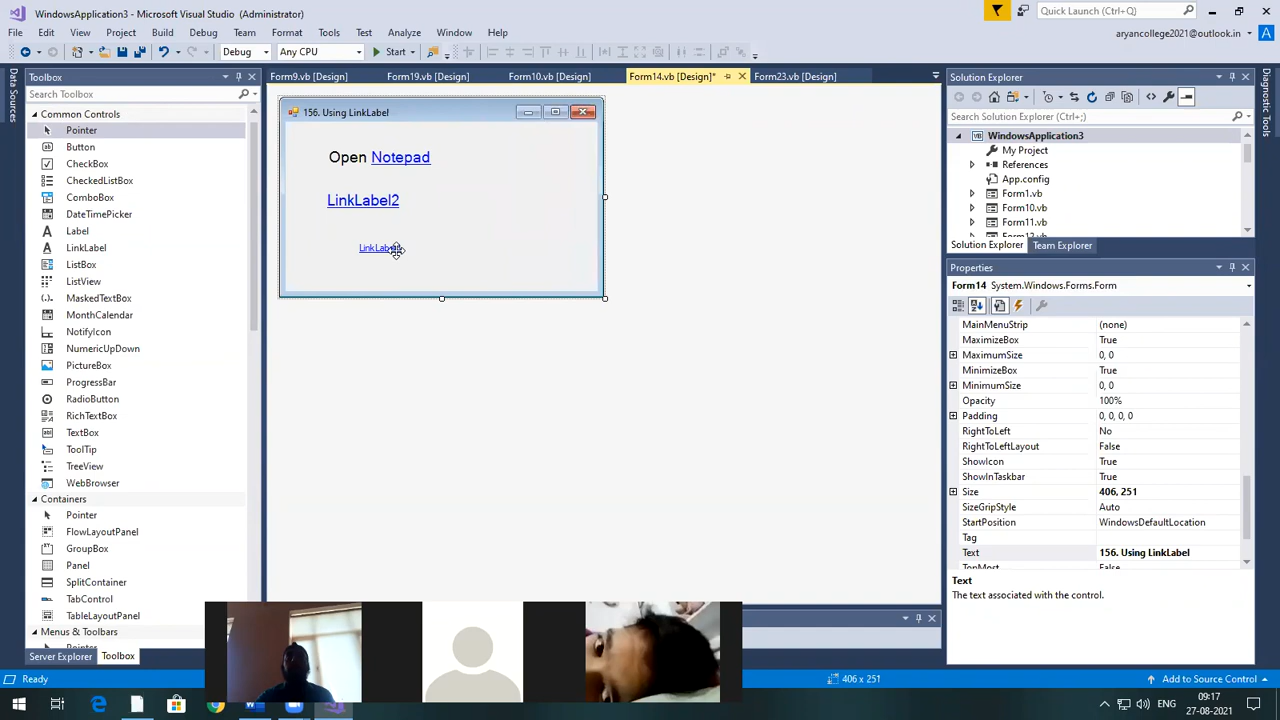 WindowsApplication3 - Microsoft Visual Studio (Administrator)
Quick Launch (Ctrl+Q)
File Edit View Project Build Debug Team Format Tools Test Analyze Window Help
aryancollege2021@outlook.in
A
Debug Any CPU Start
Data Sources
Toolbox
Search Toolbox
Common Controls
Pointer
Button
CheckBox
CheckedListBox
ComboBox
DateTimePicker
Label
LinkLabel
ListBox
ListView
MaskedTextBox
MonthCalendar
NotifyIcon
NumericUpDown
PictureBox
ProgressBar
RadioButton
RichTextBox
TextBox
ToolTip
TreeView
WebBrowser
Containers
Pointer
FlowLayoutPanel
GroupBox
Panel
SplitContainer
TabControl
TableLayoutPanel
Menus & Toolbars
Pointer
Server Explorer Toolbox
Form9.vb [Design] Form19.vb [Design] Form10.vb [Design] Form14.vb [Design]* Form23.vb [Design]
156. Using LinkLabel
Open Notepad
LinkLabel2
Solution Explorer
Search Solution Explorer (Ctrl+;)
WindowsApplication3
My Project
References
App.config
Form1.vb
Form10.vb
Form11.vb
Form12.vb
Solution Explorer Team Explorer
Properties
Form14 System.Windows.Forms.Form
MainMenuStrip (none)
MaximizeBox True
MaximumSize 0, 0
MinimizeBox True
MinimumSize 0, 0
Opacity 100%
Padding 0, 0, 0, 0
RightToLeft No
RightToLeftLayout False
ShowIcon True
ShowInTaskbar True
Size 406, 251
SizeGripStyle Auto
StartPosition WindowsDefaultLocation
Tag
Text 156. Using LinkLabel
TopMost False
Text
The text associated with the control.
Diagnostic Tools
Ready
406 x 251
Add to Source Control
ENG
09:17
27-08-2021